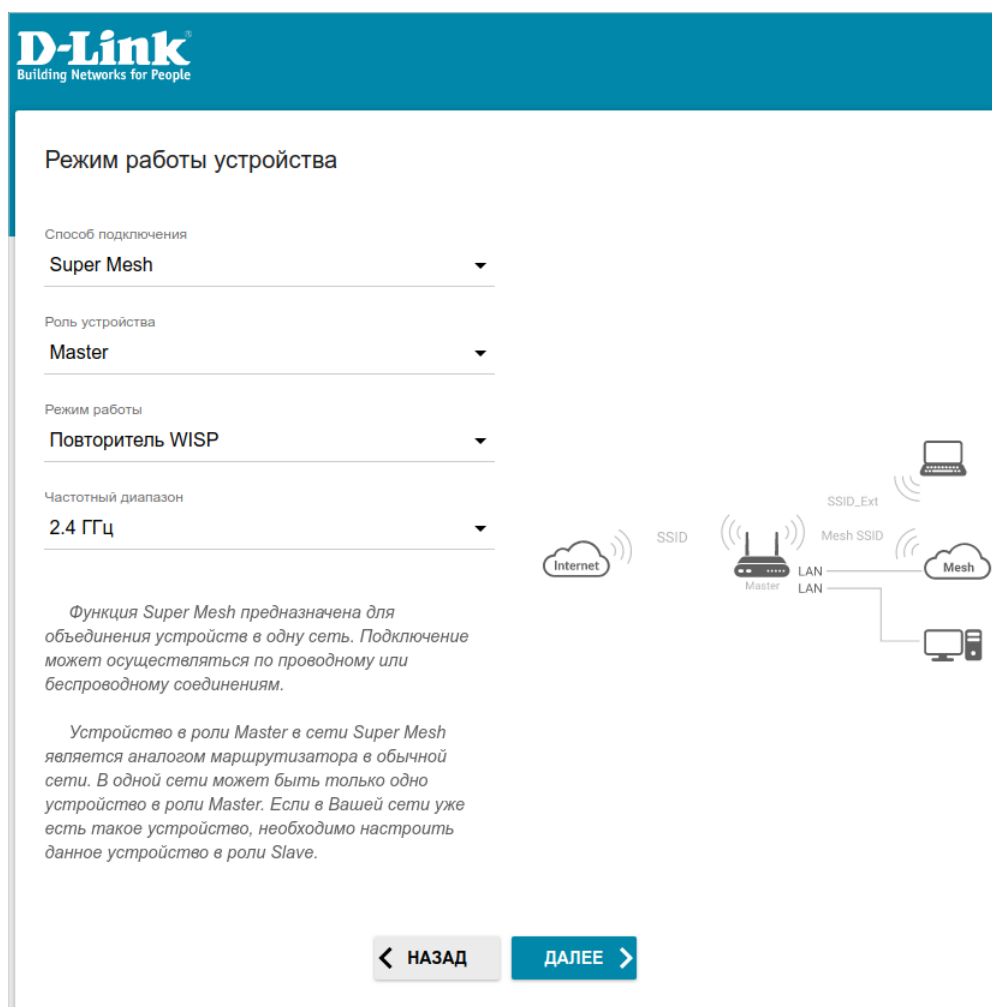 D-Link
Building Networks for People
Режим работы устройства
Способ подключения
Super Mesh
Роль устройства
Master
Режим работы
Повторитель WISP
Частотный диапазон
2.4 ГГц
Функция Super Mesh предназначена для
объединения устройств в одну сеть. Подключение
может осуществляться по проводному или
беспроводному соединениям.
Устройство в роли Master в сети Super Mesh
является аналогом маршрутизатора в обычной
сети. В одной сети может быть только одно
устройство в роли Master. Если в Вашей сети уже
есть такое устройство, необходимо настроить
данное устройство в роли Slave.
Internet
SSID
Master
SSID_Ext
Mesh SSID
LAN
LAN
Mesh
НАЗАД
ДАЛЕЕ